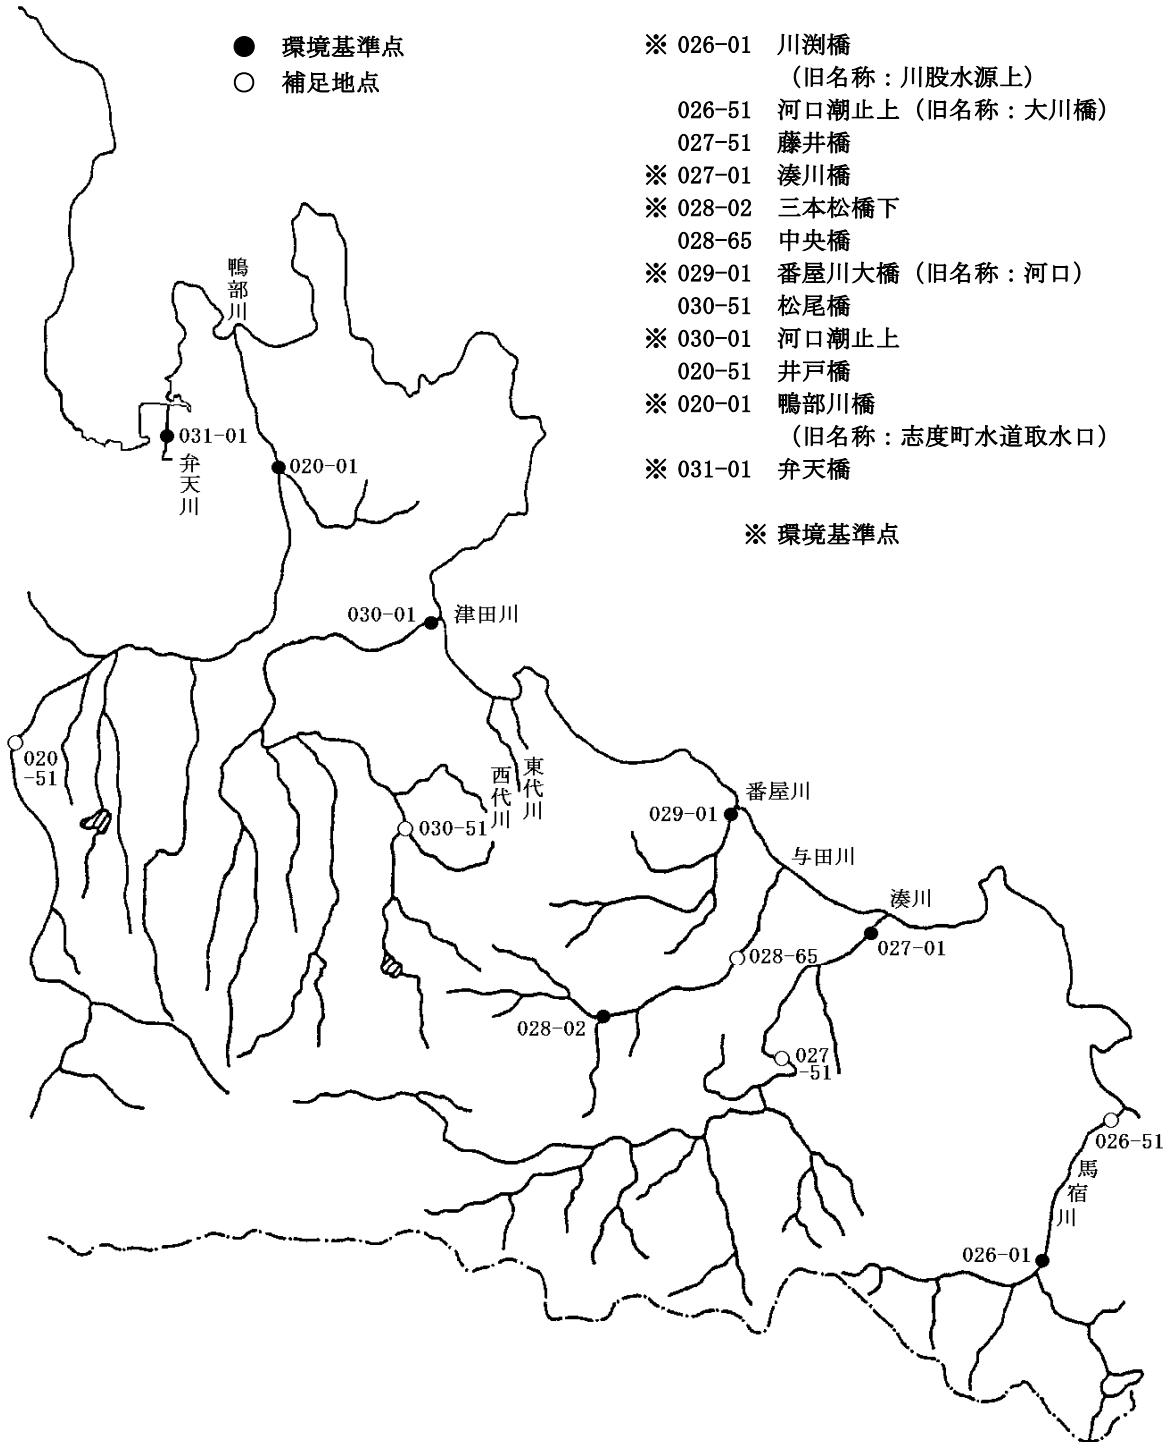 ● 環境基準点
○ 補足地点
※ 026-01 川渕橋
(旧名称:川股水源上)
026-51 河口潮止上(旧名称:大川橋)
027-51 藤井橋
※ 027-01 湊川橋
※ 028-02 三本松橋下
028-65 中央橋
※ 029-01 番屋川大橋(旧名称:河口)
030-51 松尾橋
※ 030-01 河口潮止上
020-51 井戸橋
※ 020-01 鴨部川橋
(旧名称:志度町水道取水口)
※ 031-01 弁天橋
※ 環境基準点
鴨部川
031-01
弁天川
020-01
030-01
津田川
020
-51
西代川
東代川
030-51
029-01
番屋川
与田川
湊川
027-01
028-65
028-02
027
-51
026-51
馬宿川
026-01